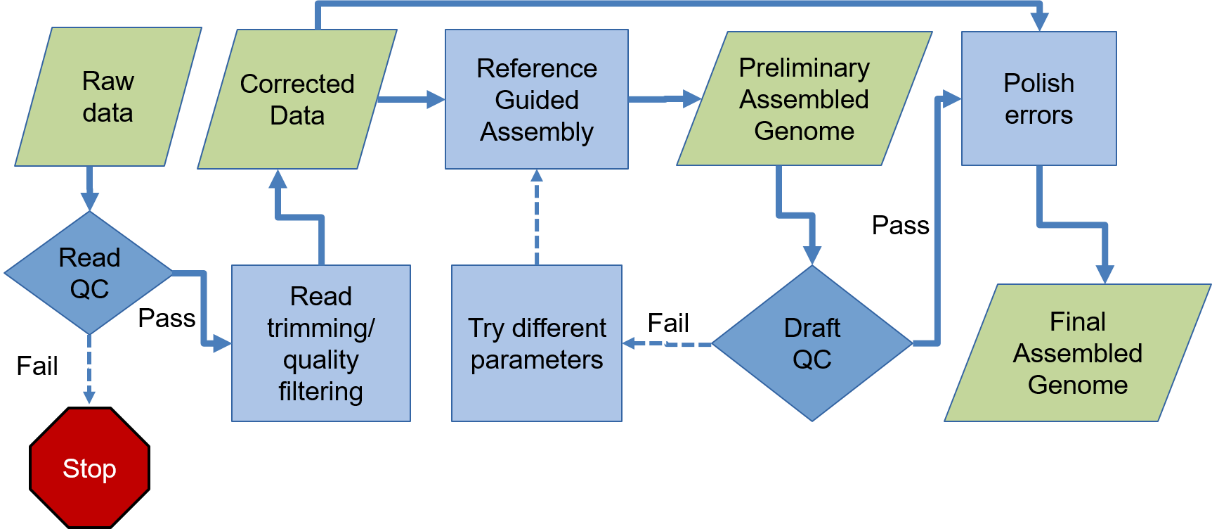 Raw
data
Corrected
Data
Reference
Guided
Assembly
Preliminary
Assembled
Genome
Polish
errors
Read
QC
Pass
Fail
Stop
Read
trimming/
quality
filtering
Try different
parameters
Fail
Draft
QC
Pass
Final
Assembled
Genome